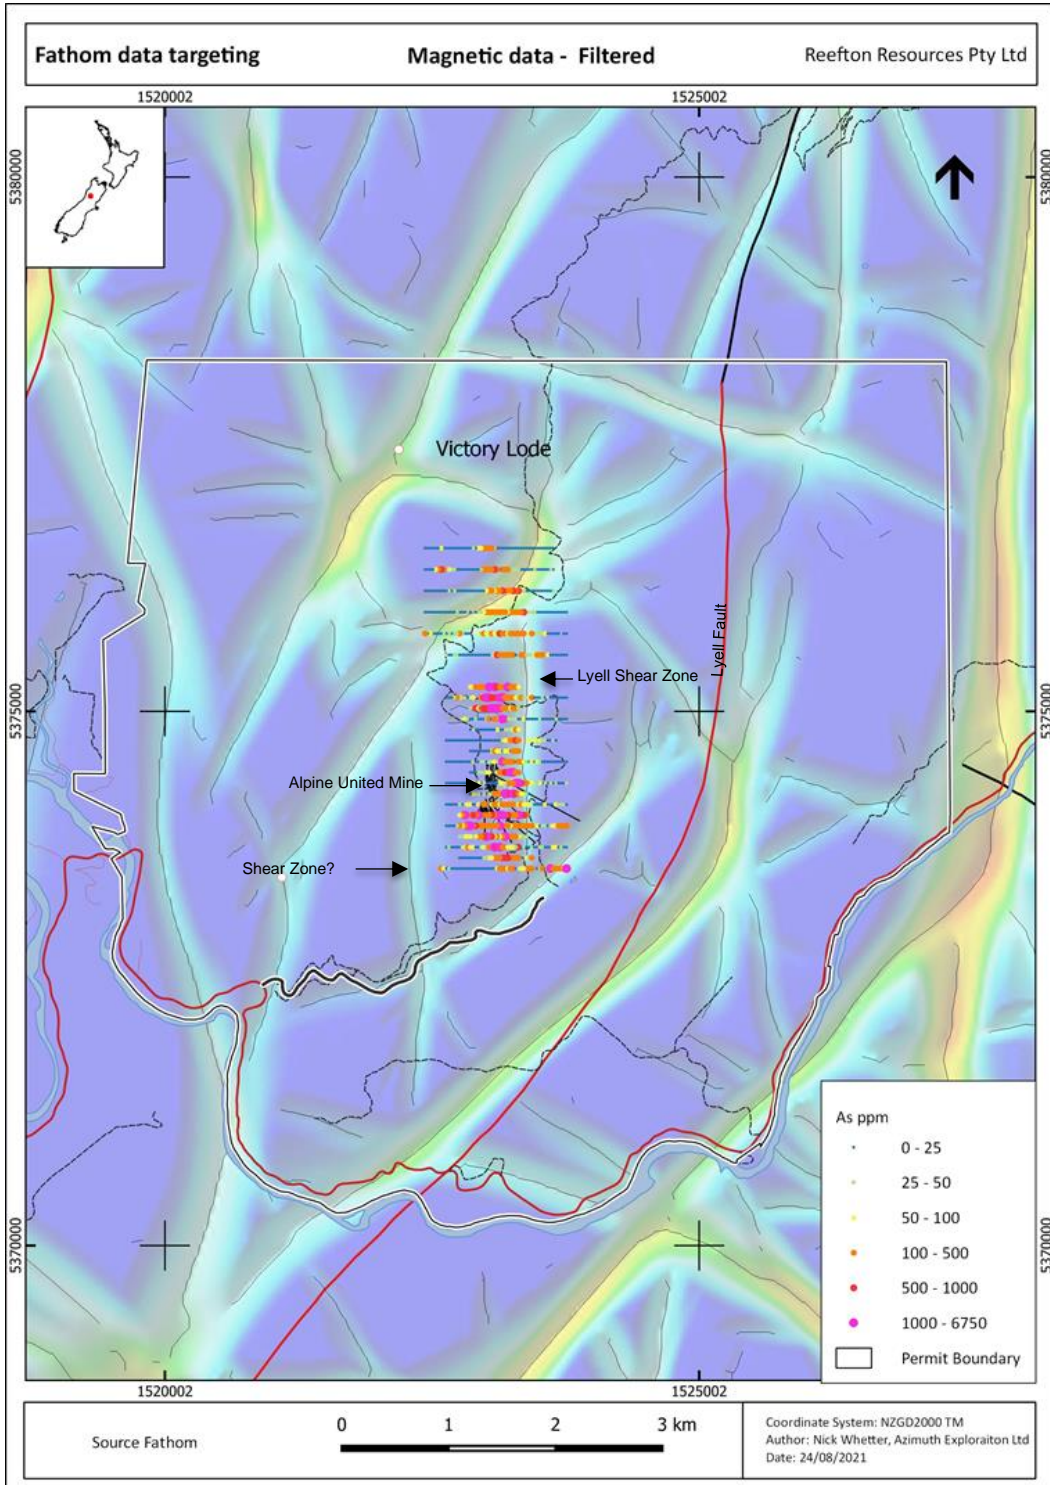 Fathom data targeting
Magnetic data - Filtered
Reefton Resources Pty Ltd
1520002
1525002
5380000
5380000
Victory Lode
Lyell Fault
Lyell Shear Zone
5375000
5375000
Alpine United Mine
Shear Zone?
As ppm
0 - 25
25 - 50
50 - 100
100 - 500
500 - 1000
1000 - 6750
Permit Boundary
5370000
5370000
1520002
1525002
Source Fathom
0 1 2 3 km
Coordinate System: NZGD2000 TM
Author: Nick Whetter, Azimuth Exploraiton Ltd
Date: 24/08/2021